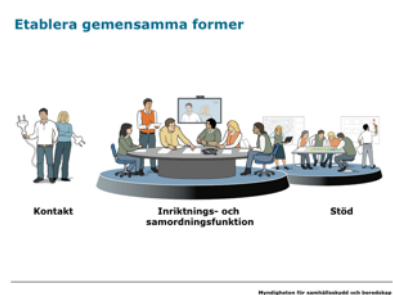 Etablera gemensamma former
Kontakt
Inriktnings- och
samordningsfunktion
Stöd
Myndigheten för samhällsskydd och beredskap